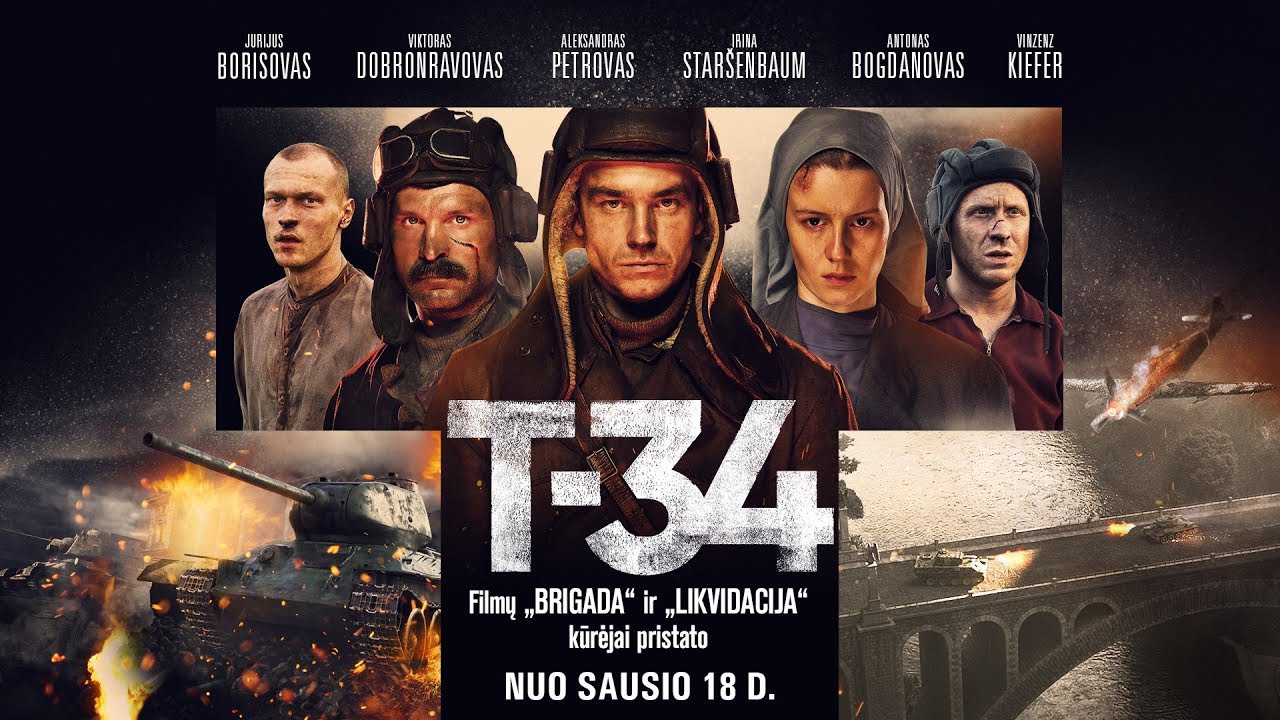 JURIJUS
BORISOVAS
VIKTORAS
DOBRONRAVOVAS
ALEKSANDRAS
PETROVAS
IRINA
STARŠENBAUM
ANTONAS
BOGDANOVAS
VINZENZ
KIEFER
T-34
Filmų „BRIGADA“ ir „LIKVIDACIJA“
kūrėjai pristato
NUO SAUSIO 18 D.